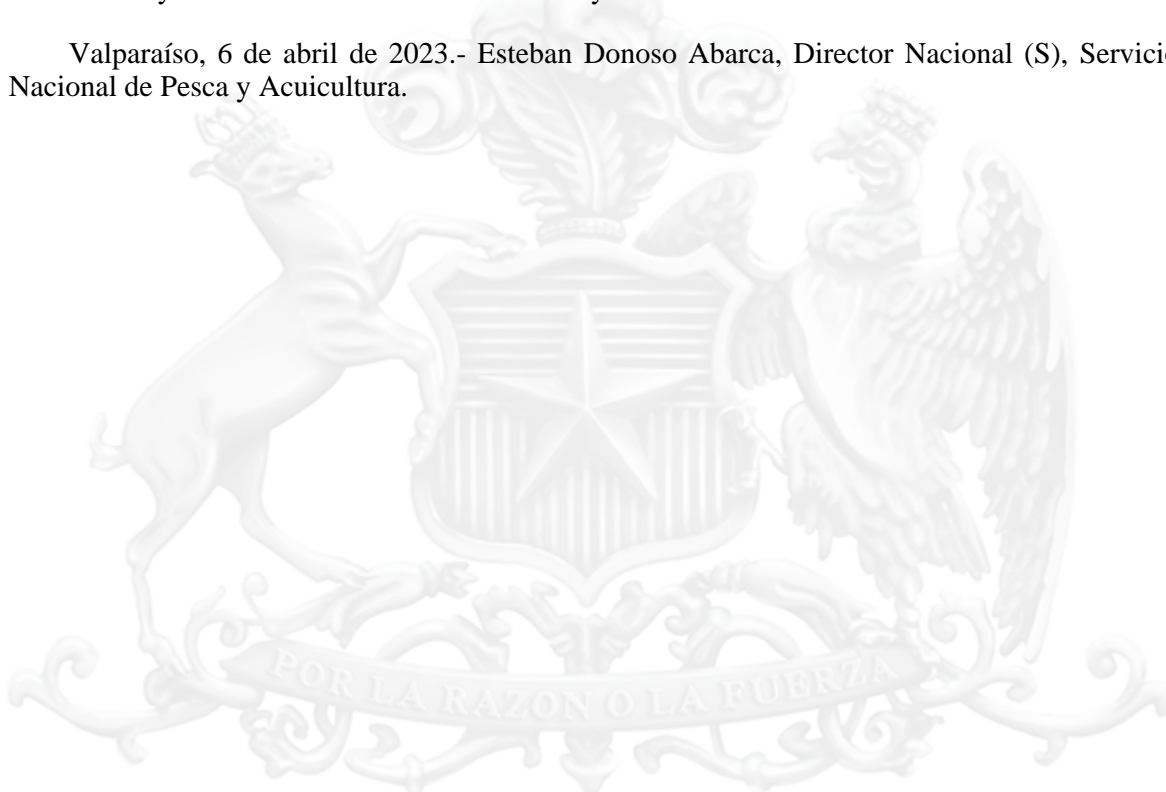 Valparaíso, 6 de abril de 2023.- Esteban Donoso Abarca, Director Nacional (S), Servicio
Nacional de Pesca y Acuicultura.
POR LA RAZON O LA FUERZA